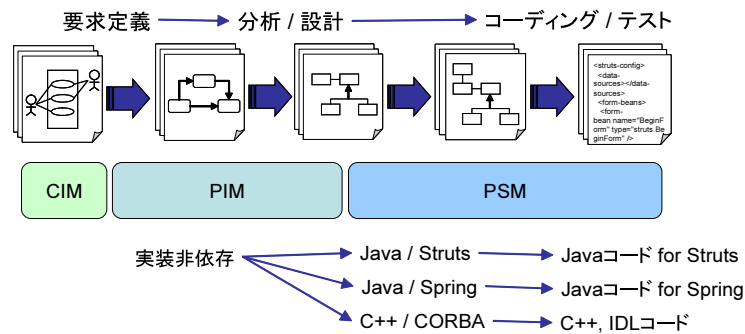 要求定義
分析 / 設計
コーディング / テスト
<struts-config>
<data-
sources></data-
sources>
<form-beans>
<form-
bean name="BeginF
orm" type="struts.Be
ginForm" />
CIM
PIM
PSM
実装非依存
Java / Struts
Javaコード for Struts
Java / Spring
Javaコード for Spring
C++ / CORBA
C++, IDLコード